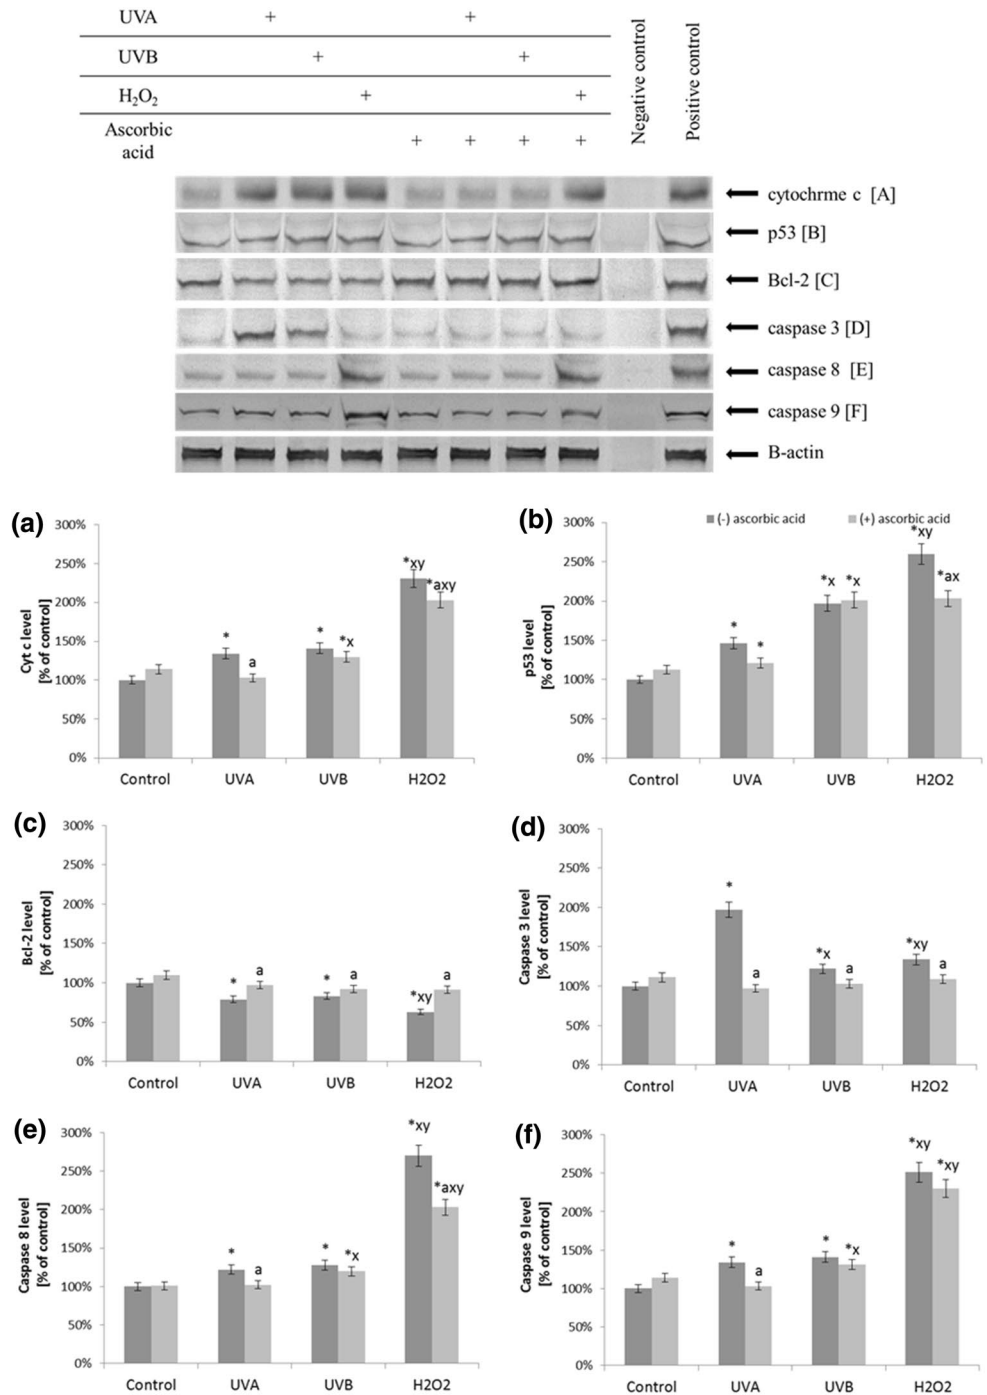 UVA + +
UVB + +
H₂O₂ + +
Ascorbic acid + + + +
Negative control
Positive control
cytochrme c [A]
p53 [B]
Bcl-2 [C]
caspase 3 [D]
caspase 8 [E]
caspase 9 [F]
B-actin
(a)
Cyt c level
[% of control]
300%
250%
200%
150%
100%
50%
0%
* a * *x *xy *axy
Control UVA UVB H2O2
(b)
(-) ascorbic acid (+) ascorbic acid
p53 level
[% of control]
300%
250%
200%
150%
100%
50%
0%
* * *x *x *xy *ax
Control UVA UVB H2O2
(c)
Bcl-2 level
[% of control]
300%
250%
200%
150%
100%
50%
0%
* a * a *xy a
Control UVA UVB H2O2
(d)
Caspase 3 level
[% of control]
300%
250%
200%
150%
100%
50%
0%
* a *x a *xy a
Control UVA UVB H2O2
(e)
Caspase 8 level
[% of control]
300%
250%
200%
150%
100%
50%
0%
* a * *x *xy *axy
Control UVA UVB H2O2
(f)
Caspase 9 level
[% of control]
300%
250%
200%
150%
100%
50%
0%
* a * *x *xy *xy
Control UVA UVB H2O2